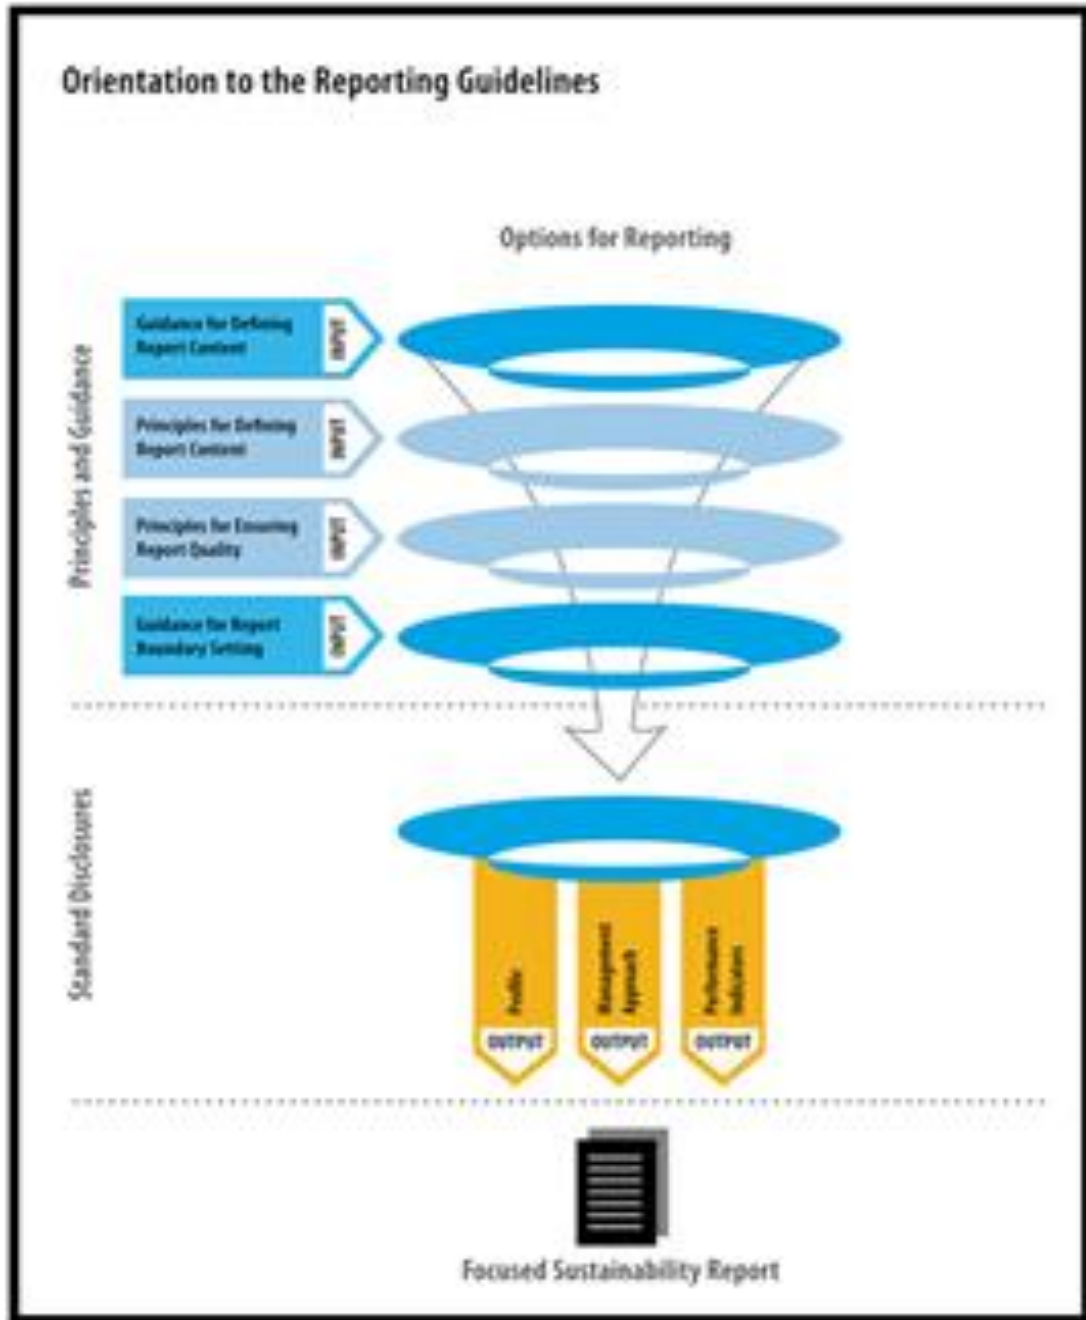 Orientation to the Reporting Guidelines
Options for Reporting
Principles and Guidance
Guidance for Defining
Report Content
INPUT
Principles for Defining
Report Content
INPUT
Principles for Ensuring
Report Quality
INPUT
Guidance for Report
Boundary Setting
INPUT
Standard Disclosures
Profile
OUTPUT
Management
Approach
OUTPUT
Performance
Indicators
OUTPUT
Focused Sustainability Report